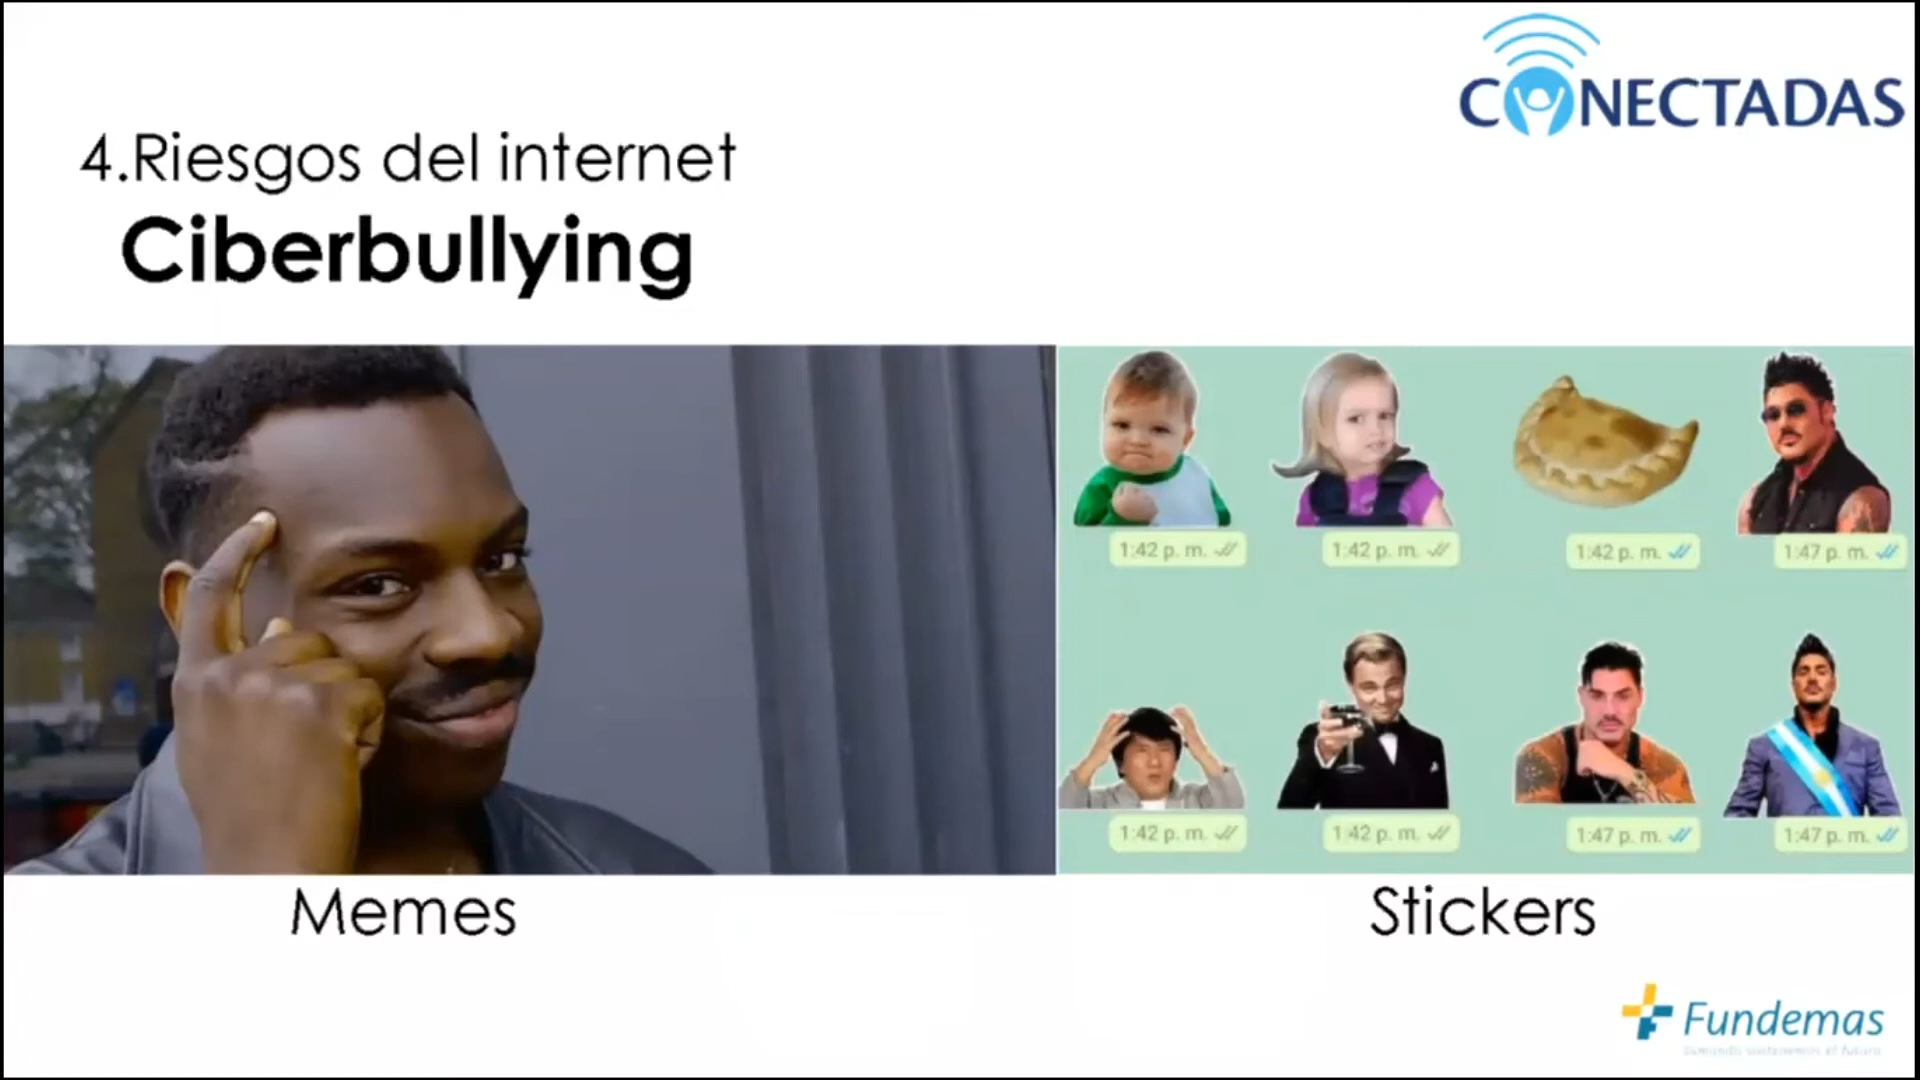 CONECTADAS
4.Riesgos del internet
Ciberbullying
1:42 p. m.
1:42 p. m.
1:42 p. m.
1:47 p. m.
1:42 p. m.
1:42 p. m.
1:47 p. m.
1:47 p. m.
Memes
Stickers
Fundemas